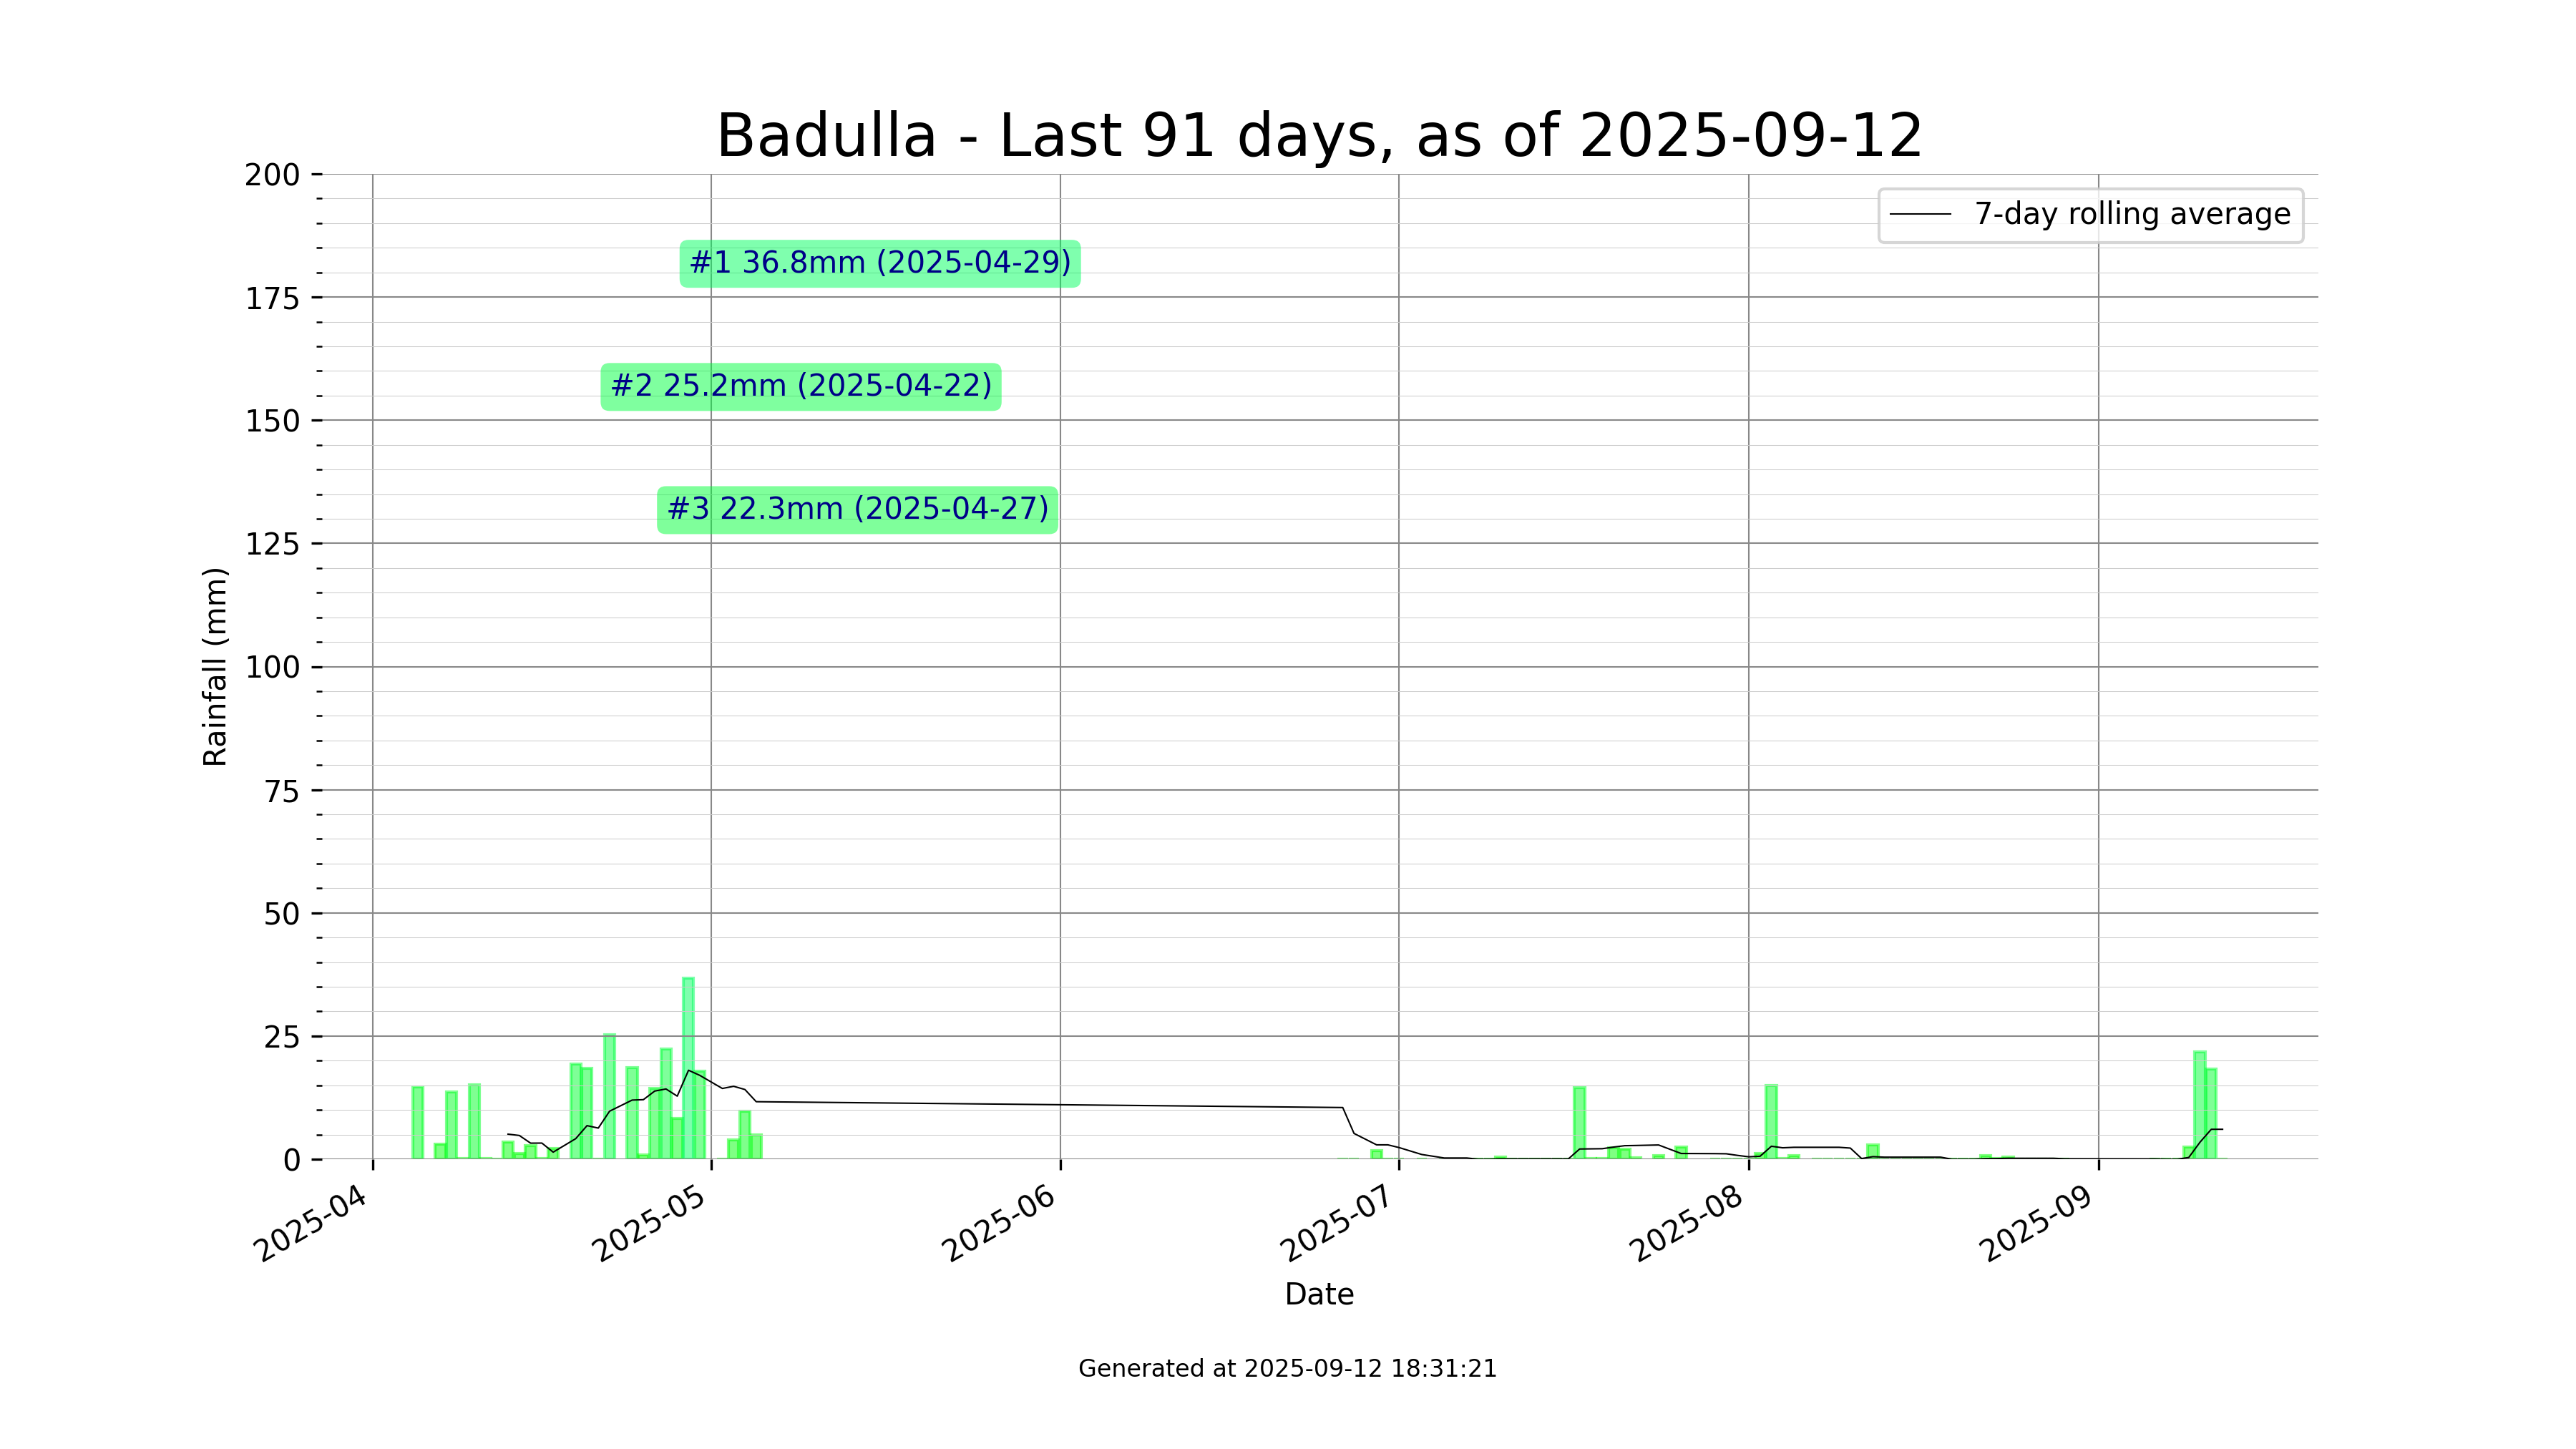 Badulla - Last 91 days, as of 2025-09-12
200
175
150
125
100
75
50
25
0
Rainfall (mm)
7-day rolling average
#1 36.8mm (2025-04-29)
#2 25.2mm (2025-04-22)
#3 22.3mm (2025-04-27)
2025-04
2025-05
2025-06
2025-07
2025-08
2025-09
Date
Generated at 2025-09-12 18:31:21